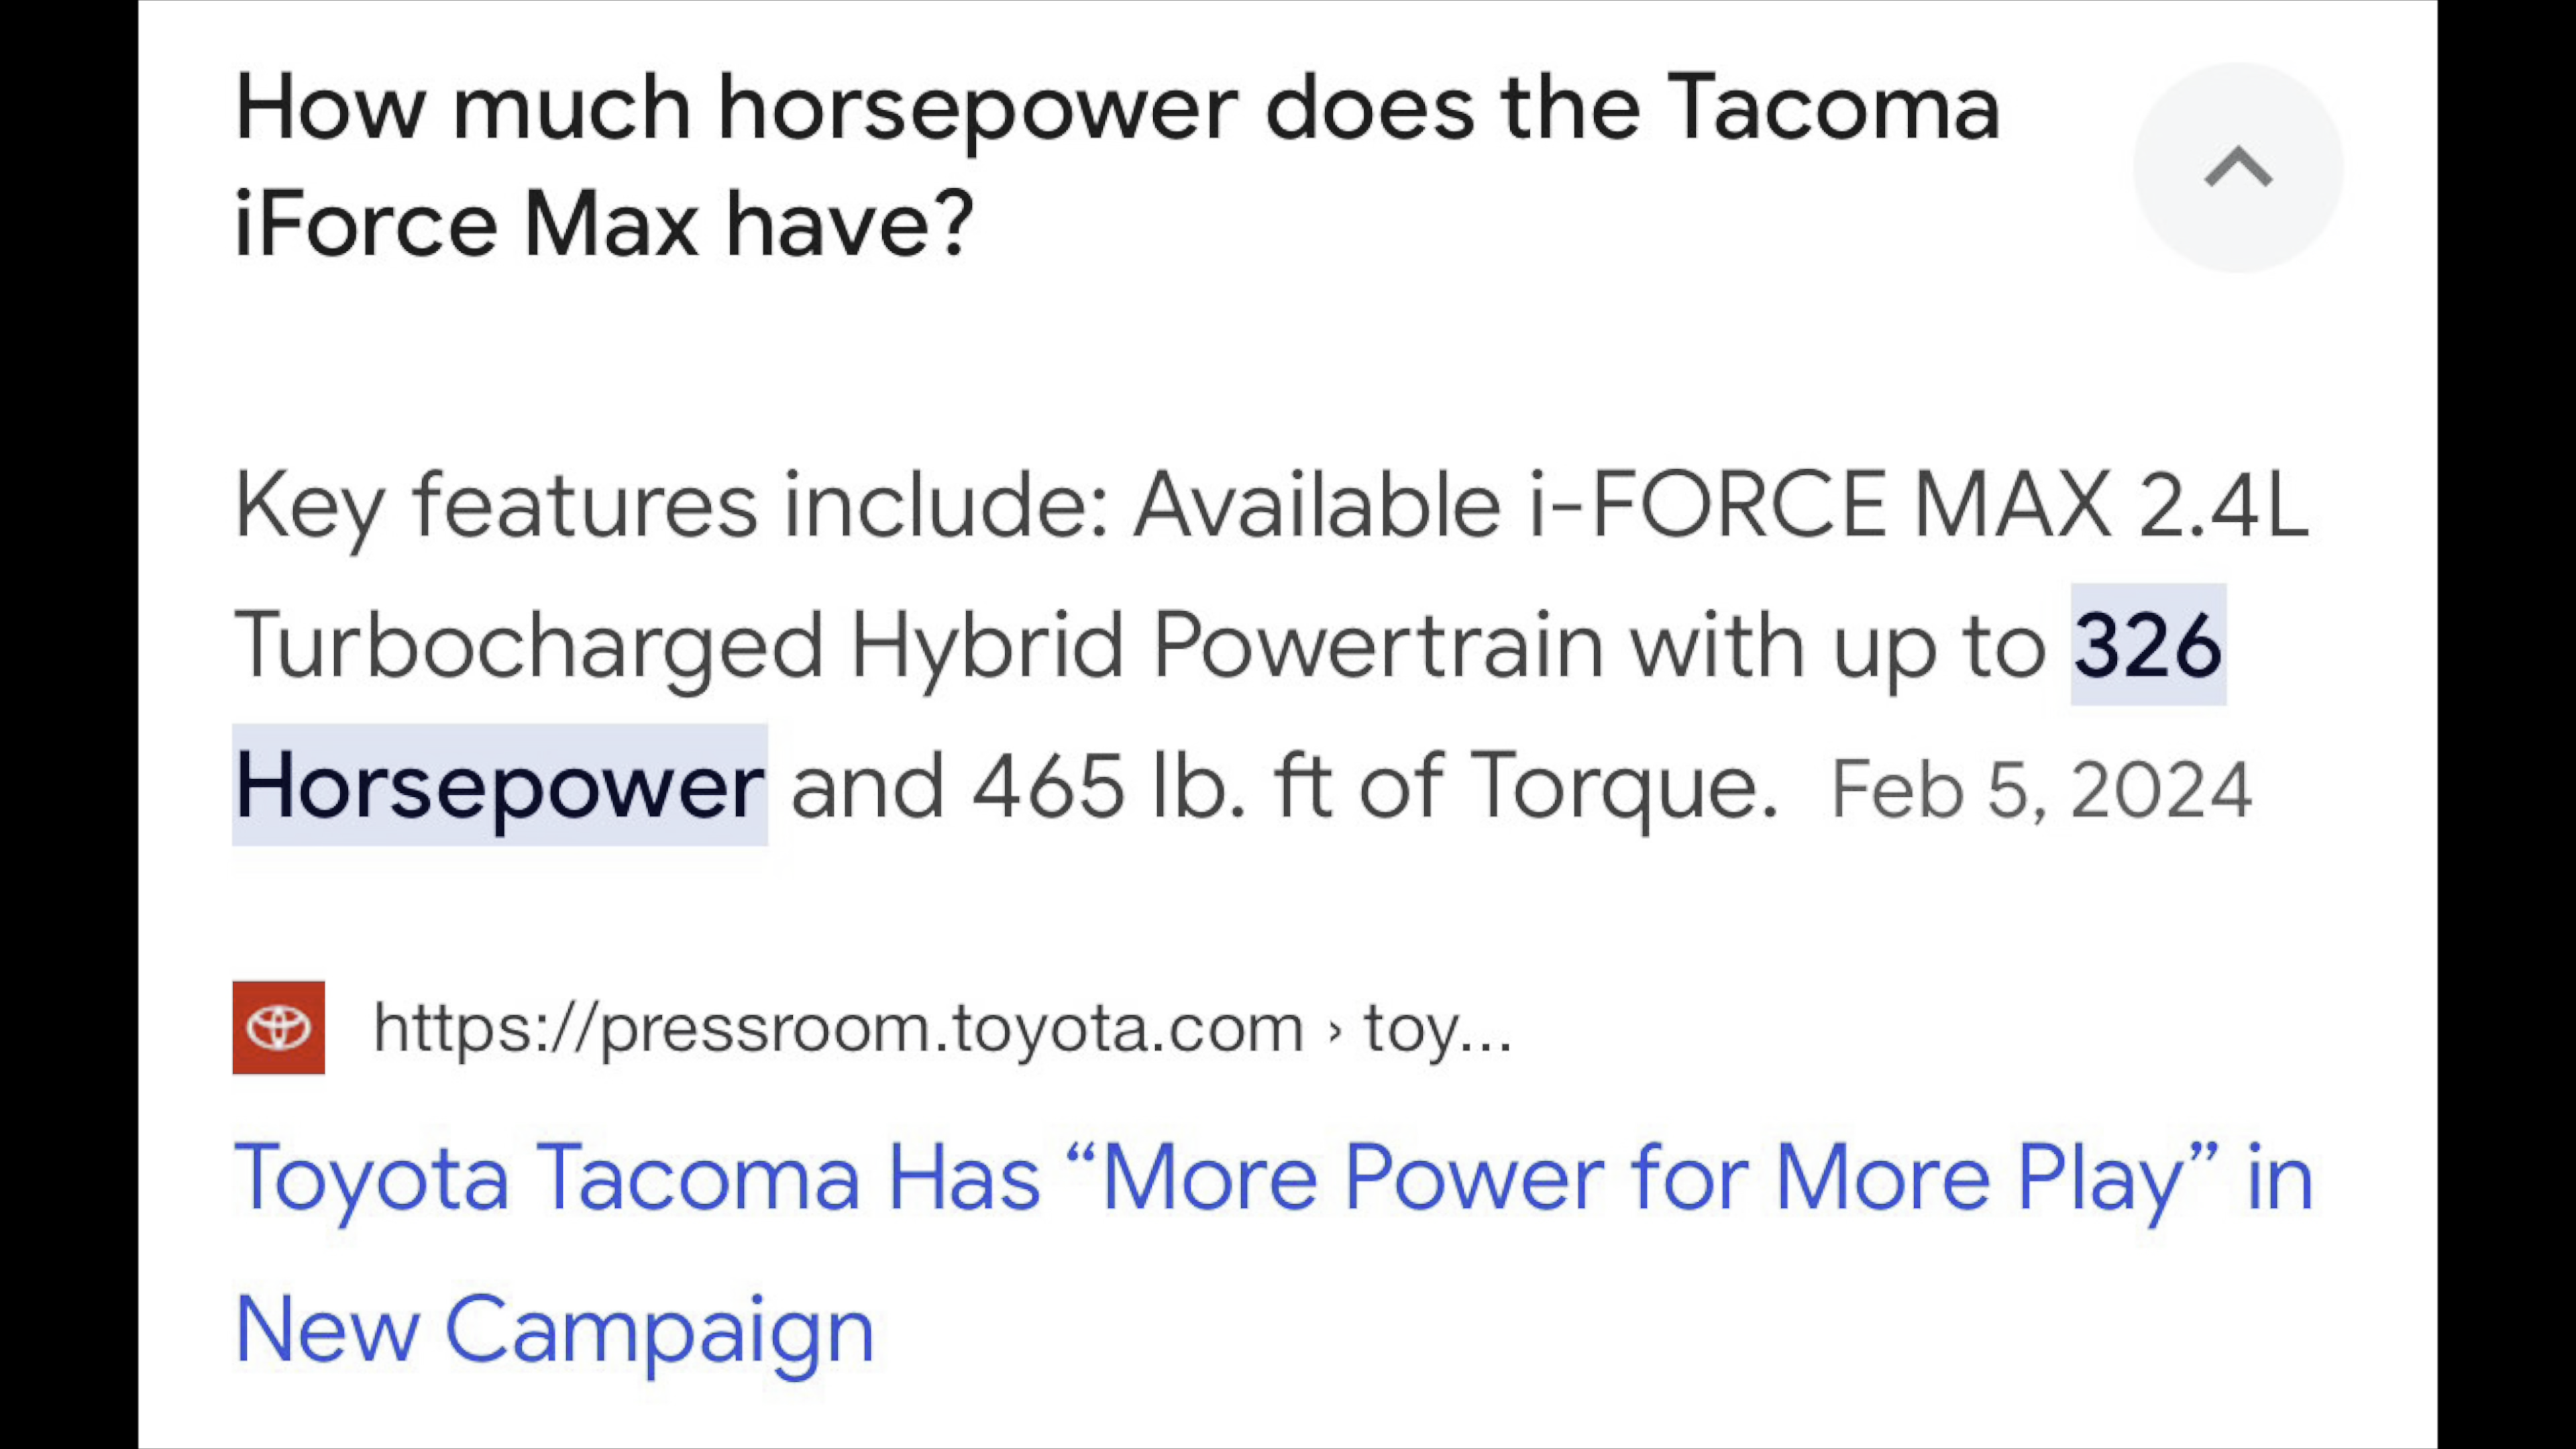 How much horsepower does the Tacoma
iForce Max have?
Key features include: Available i-FORCE MAX 2.4L
Turbocharged Hybrid Powertrain with up to 326
Horsepower and 465 lb. ft of Torque. Feb 5, 2024
https://pressroom.toyota.com › toy...
Toyota Tacoma Has “More Power for More Play” in
New Campaign